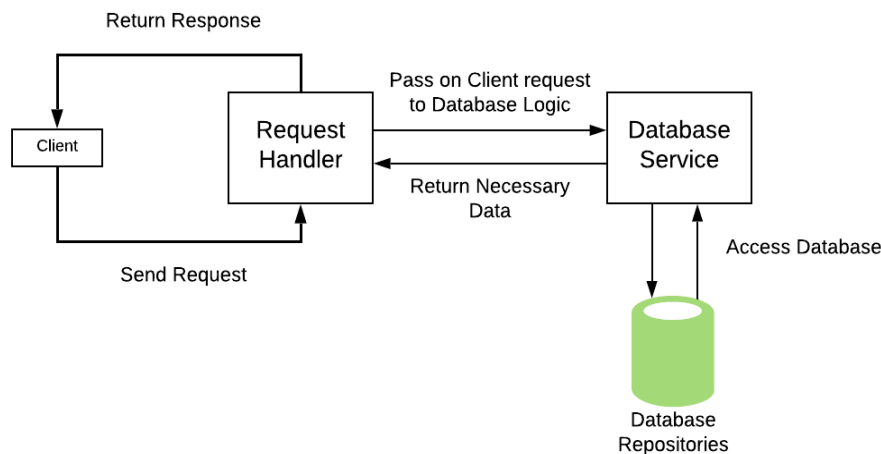 Return Response
Pass on Client request
to Database Logic
Client
Request
Handler
Database
Service
Return Necessary
Data
Send Request
Access Database
Database
Repositories